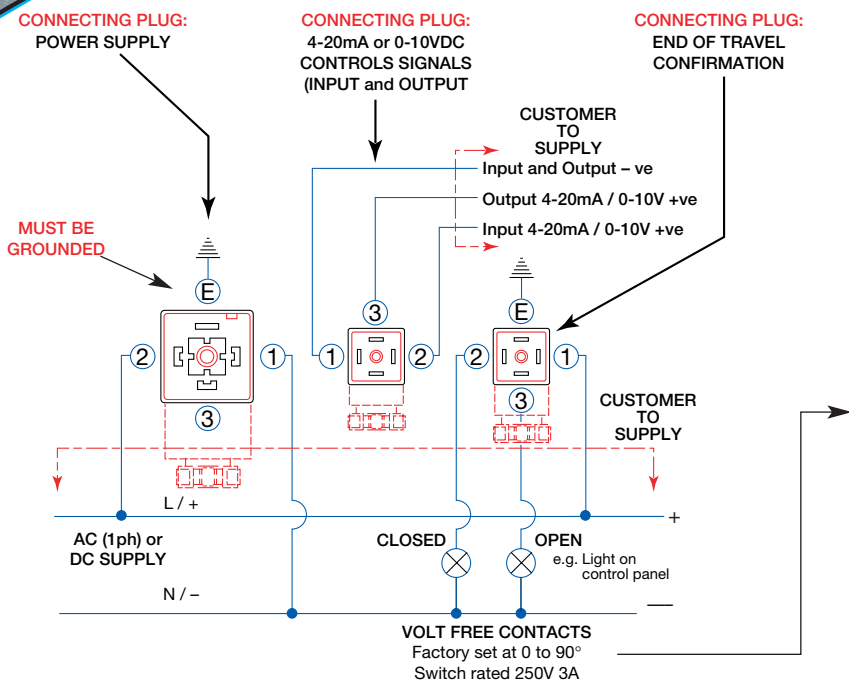 CONNECTING PLUG:
POWER SUPPLY
CONNECTING PLUG:
4-20mA or 0-10VDC
CONTROLS SIGNALS
(INPUT and OUTPUT
CONNECTING PLUG:
END OF TRAVEL
CONFIRMATION
CUSTOMER
TO
SUPPLY
Input and Output – ve
Output 4-20mA / 0-10V +ve
Input 4-20mA / 0-10V +ve
MUST BE
GROUNDED
E
2
1
3
3
1
2
E
2
1
3
CUSTOMER
TO
SUPPLY
L / +
+
AC (1ph) or
DC SUPPLY
CLOSED
OPEN
e.g. Light on
control panel
N / –
—
VOLT FREE CONTACTS
Factory set at 0 to 90°
Switch rated 250V 3A